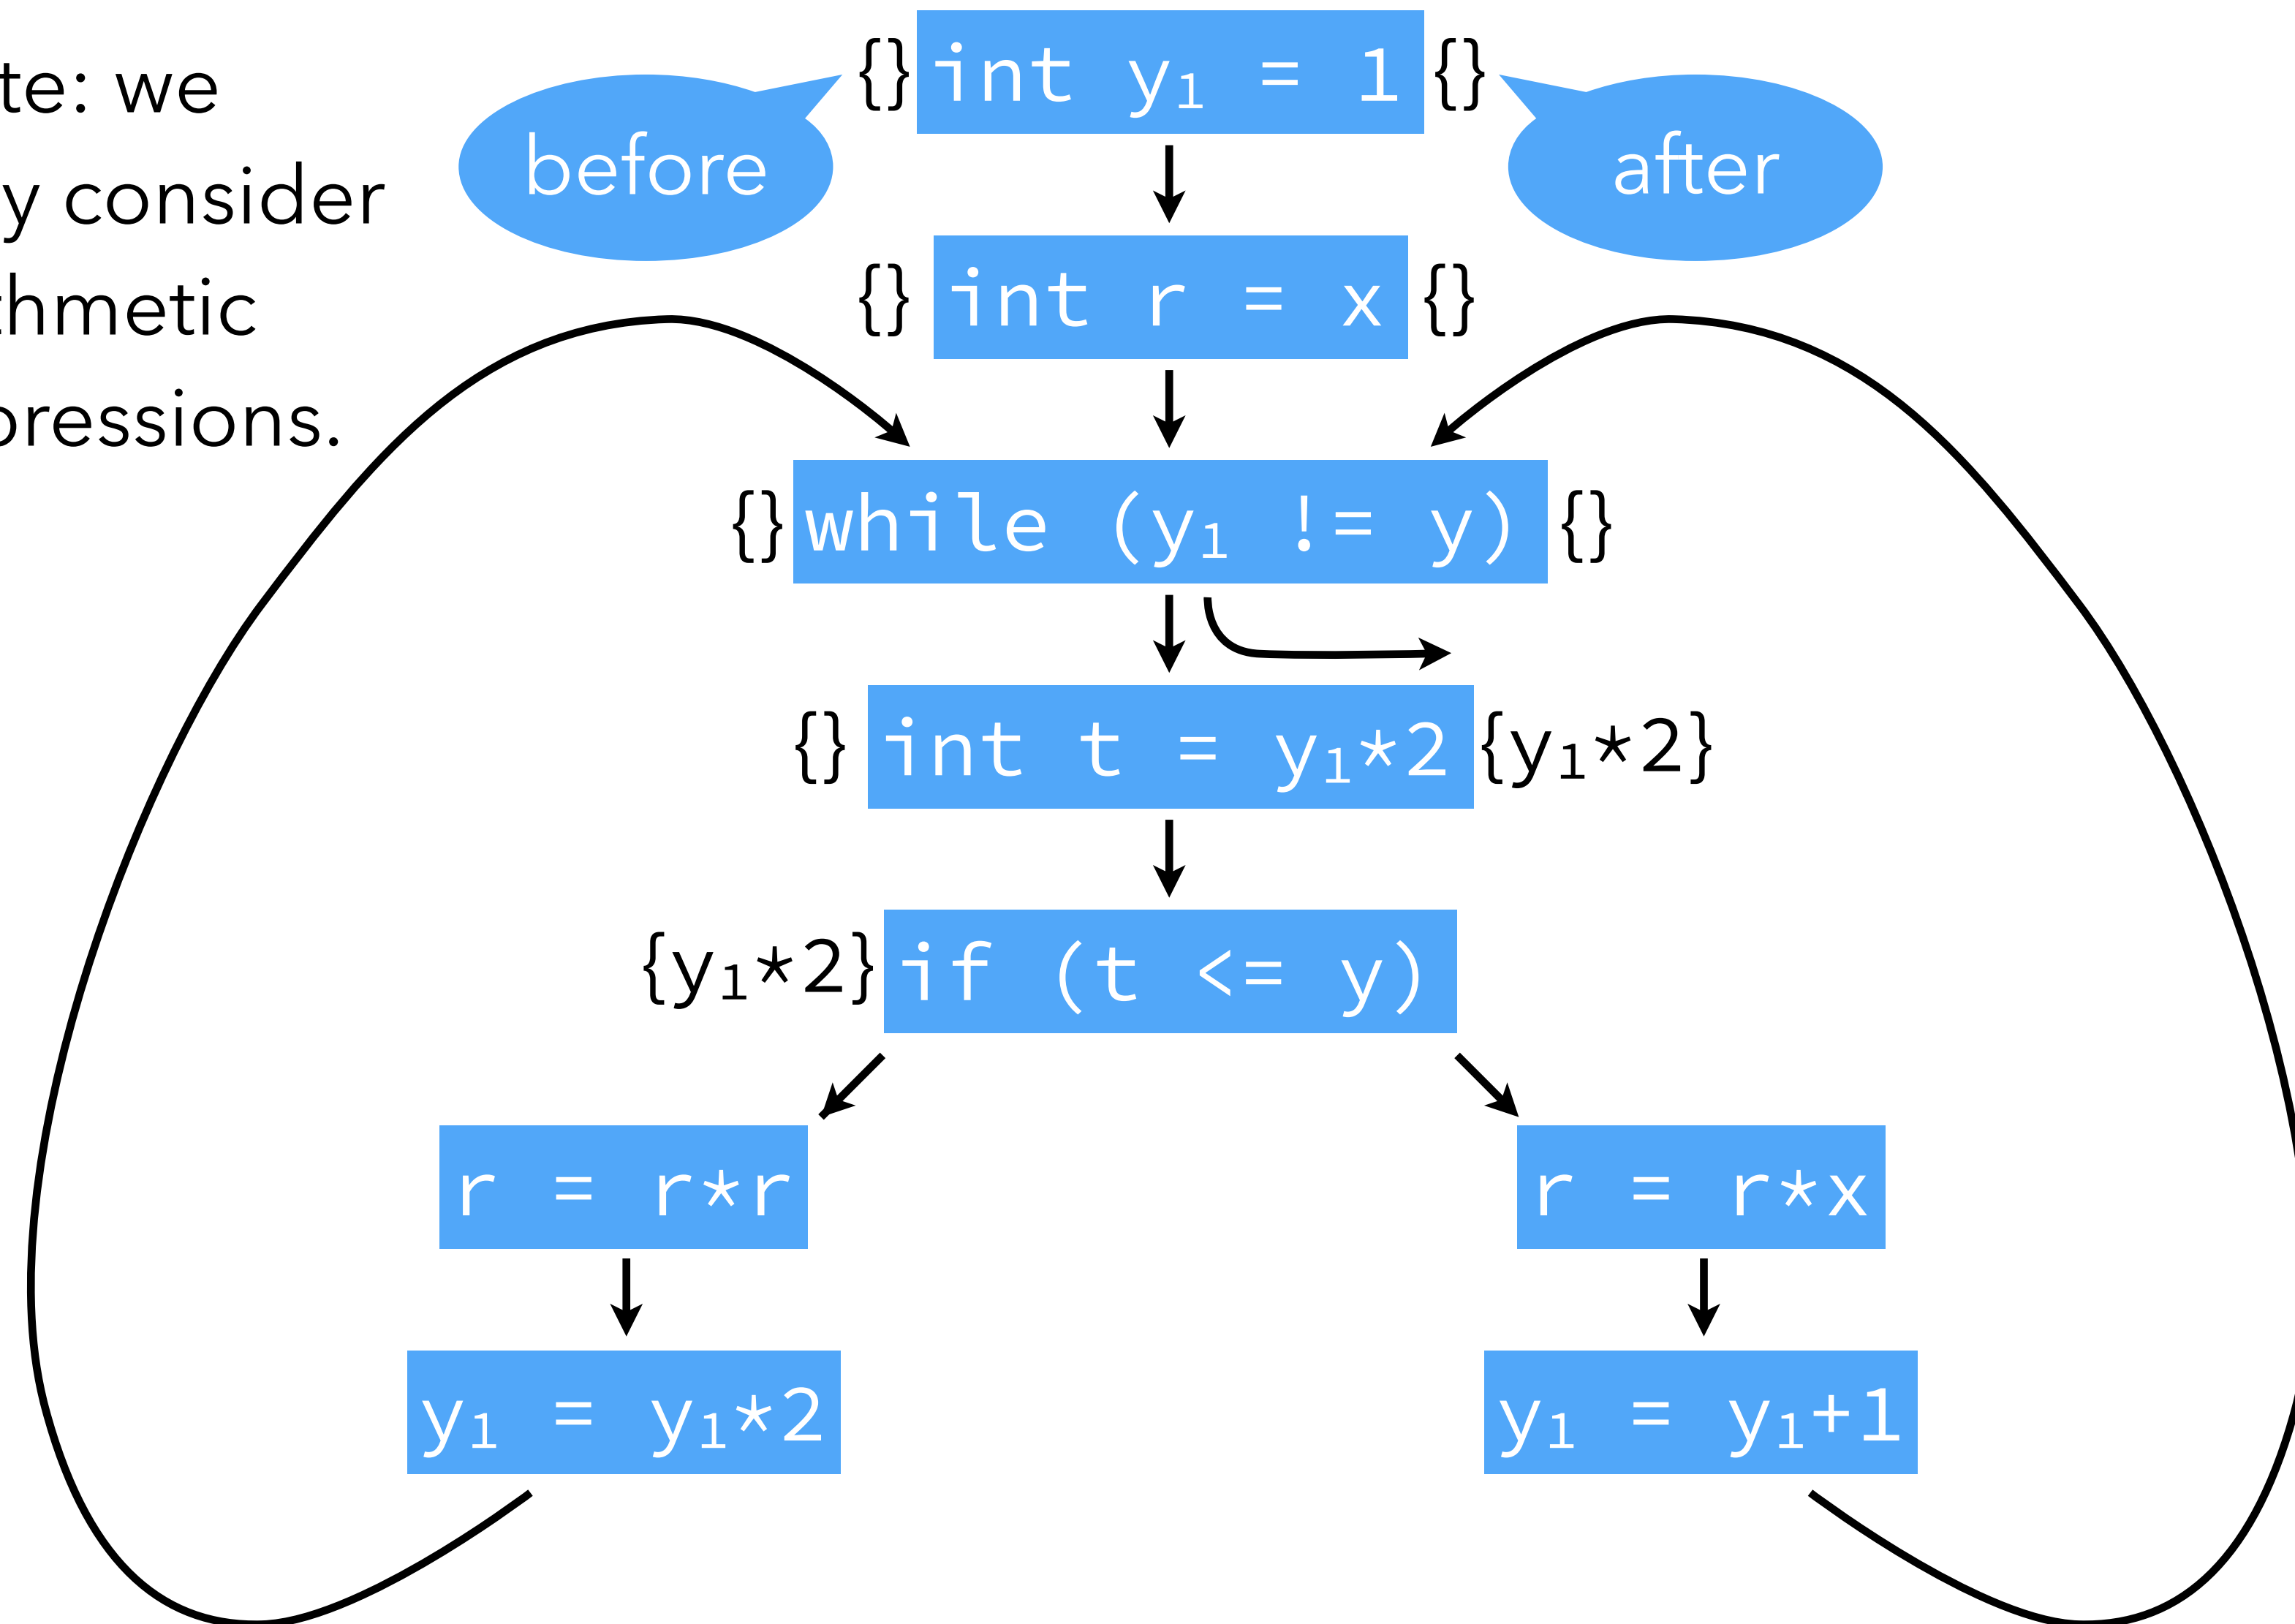 te: we
y consider
hmetic
ressions.
before
{} int y₁ = 1 {}
after
{} int r = x {}
{} while (y₁ != y) {}
{} int t = y₁*2 {y₁*2}
{y₁*2} if (t <= y)
r = r*r
r = r*x
y₁ = y₁*2
y₁ = y₁+1